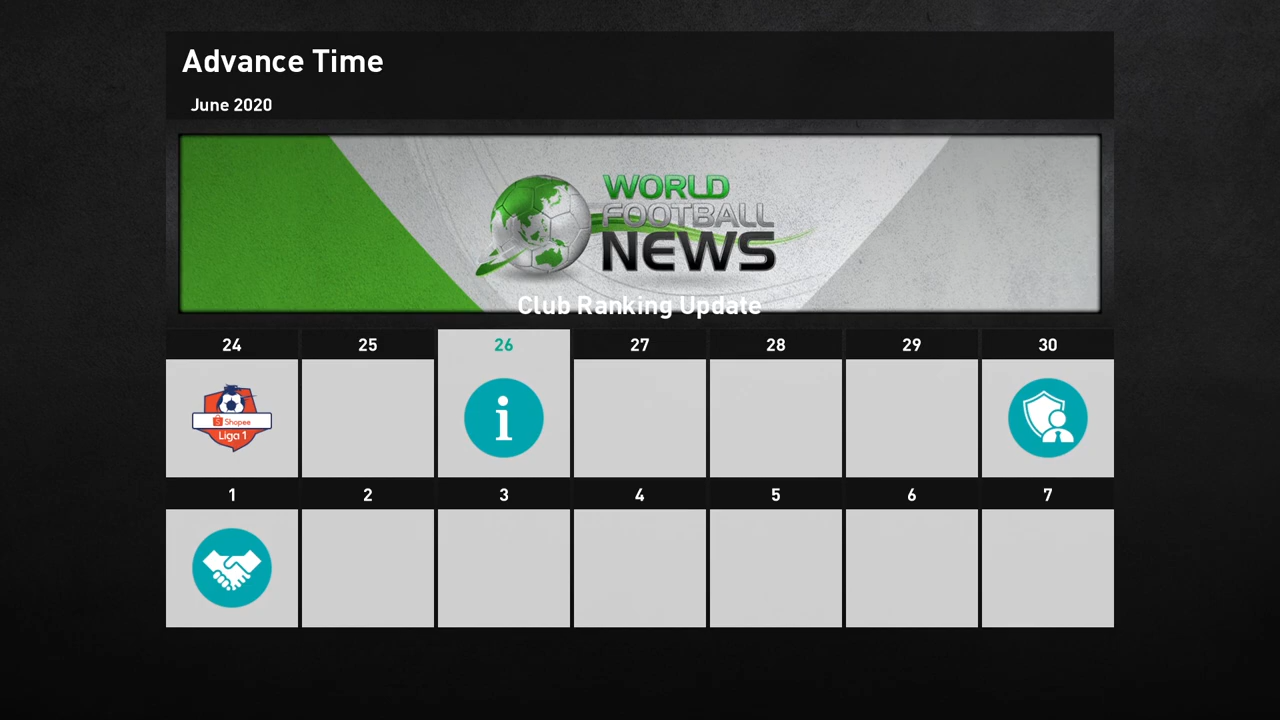 Advance Time
June 2020
WORLD
FOOTBALL
NEWS
Club Ranking Update
24 25 26 27 28 29 30
Shopee
Liga 1
1 2 3 4 5 6 7